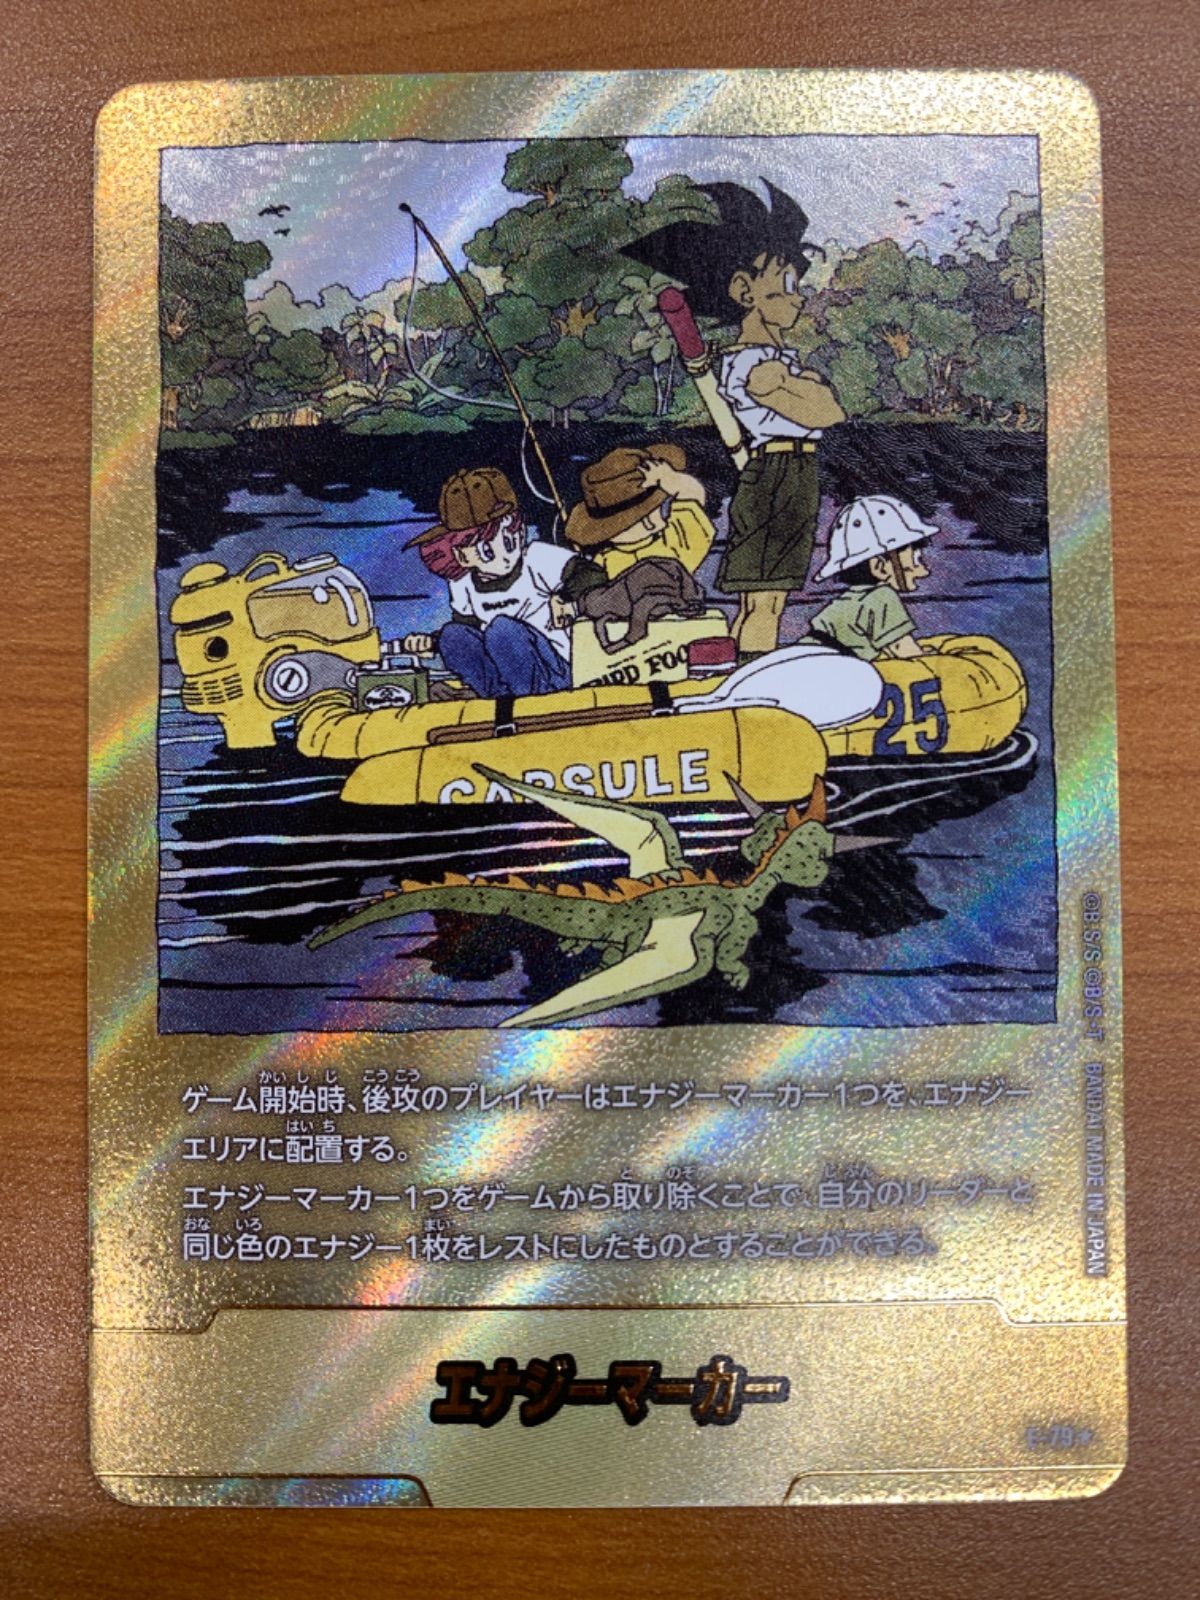 BIRD FOO
25
CAPSULE
ゲーム開始時、後攻のプレイヤーはエナジーマーカー1つを、エナジー
エリアに配置する。
エナジーマーカー1つをゲームから取り除くことで、自分のリーダーと
同じ色のエナジー1枚をレストにしたものとすることができる。
©B・S/S ©B/S・T BANDAI MADE IN JAPAN
エナジーマーカー
E-79★